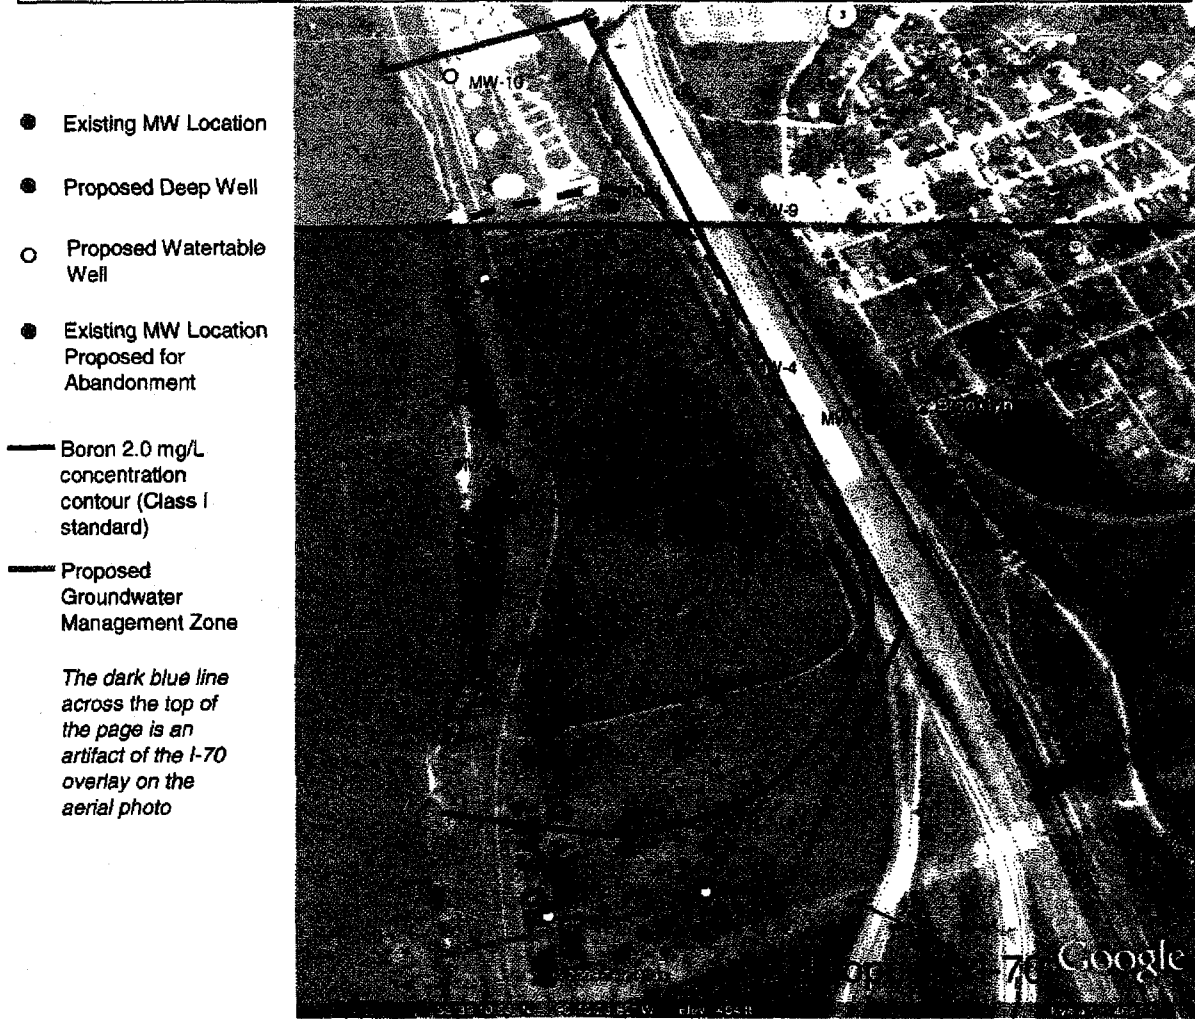 Existing MW Location
Proposed Deep Well
Proposed Watertable
Well
Existing MW Location
Proposed for
Abandonment
Boron 2.0 mg/L
concentration
contour (Class I
standard)
Proposed
Groundwater
Management Zone
The dark blue line
across the top of
the page is an
artifact of the I-70
overlay on the
aerial photo
3
MW-10
MW-9
Google